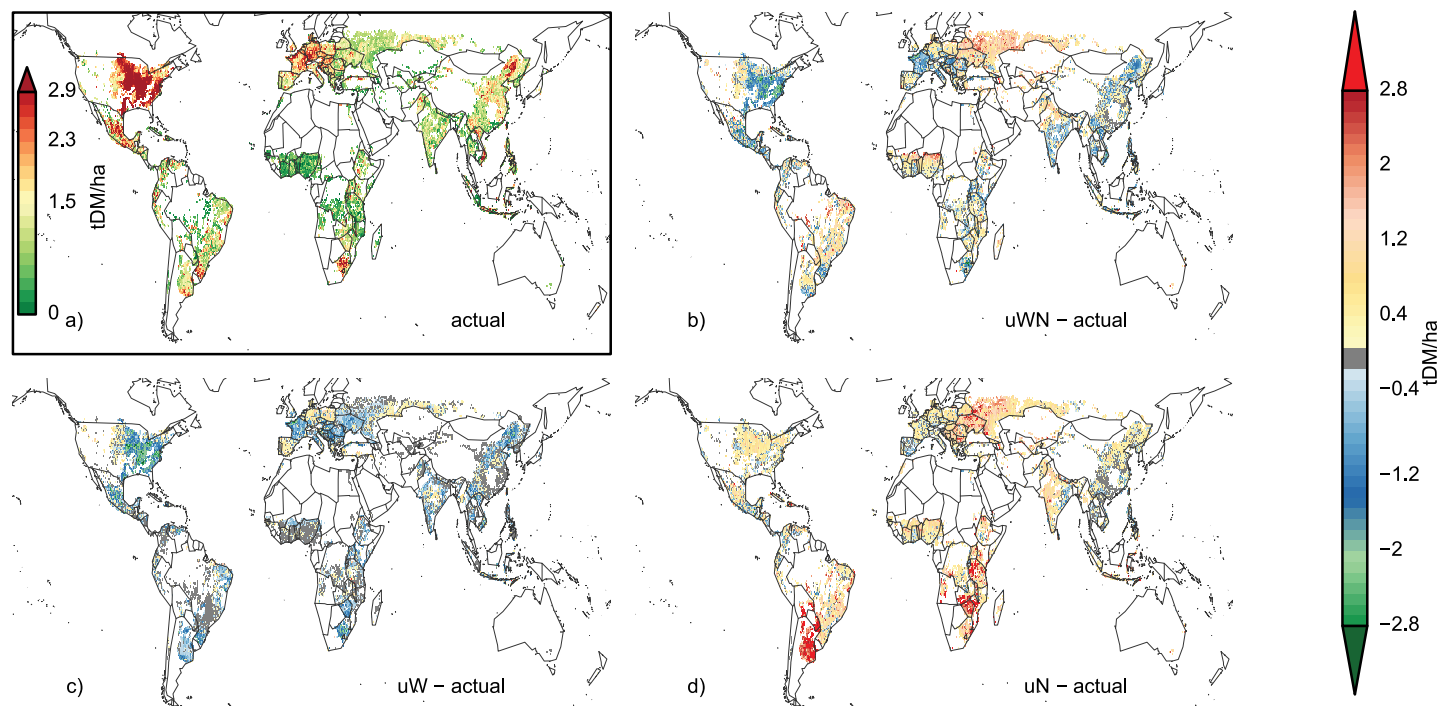 2.9
2.3
1.5
0
tDM/ha
a)
actual
b)
uWN − actual
c)
uW − actual
d)
uN − actual
2.8
2
1.2
0.4
−0.4
−1.2
−2
−2.8
tDM/ha